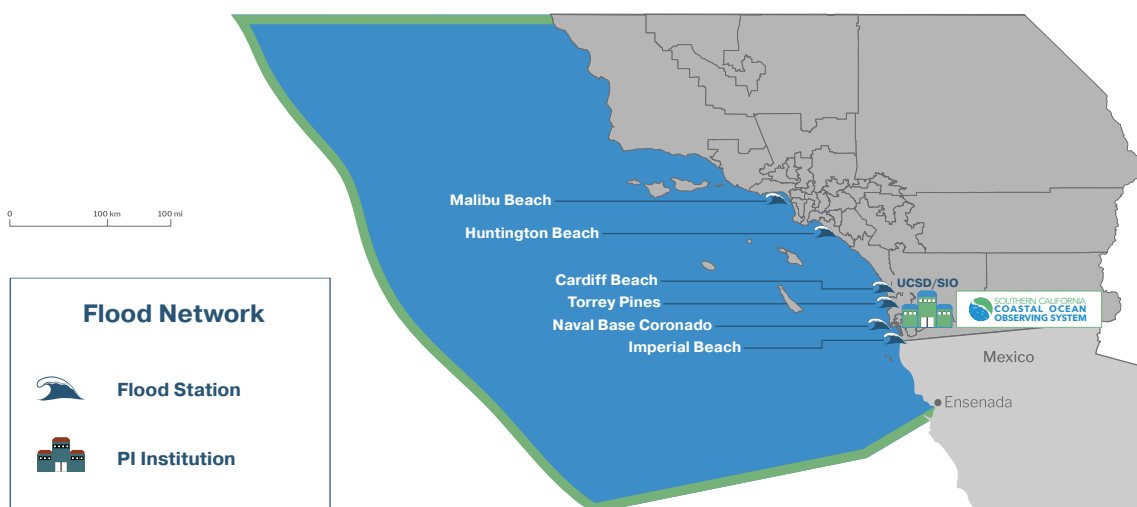 Malibu Beach
Huntington Beach
Cardiff Beach
Torrey Pines
Naval Base Coronado
Imperial Beach
UCSD/SIO
SOUTHERN CALIFORNIA
COASTAL OCEAN
OBSERVING SYSTEM
Mexico
Ensenada
0 100 km 100 mi
Flood Network
Flood Station
PI Institution